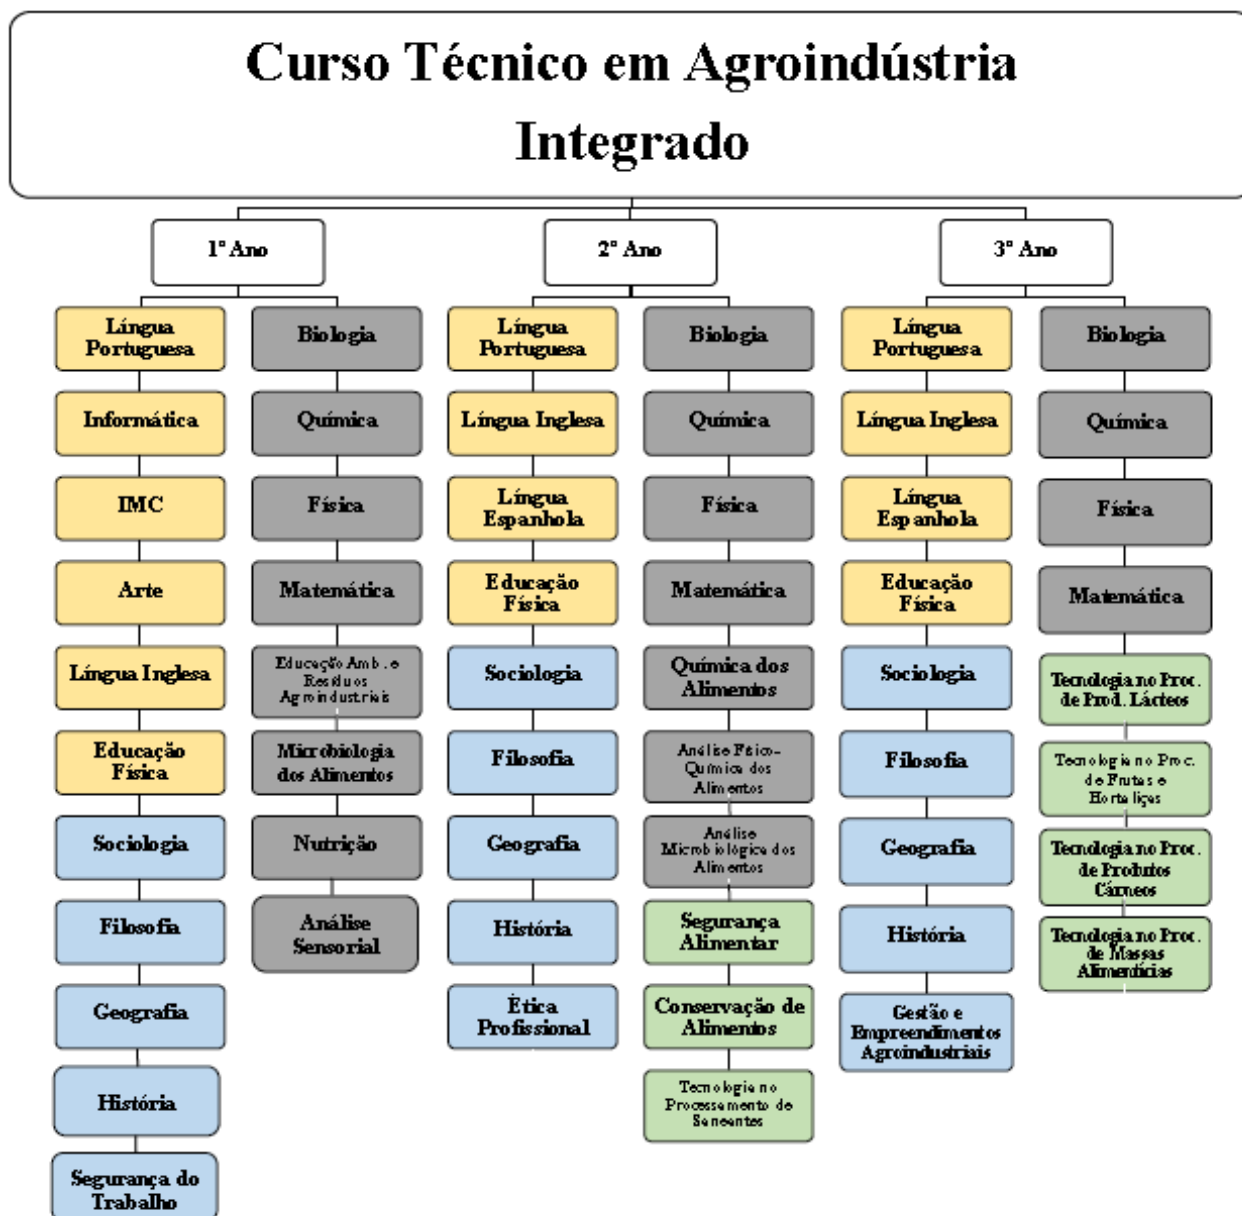 Curso Técnico em Agroindústria
Integrado
1º Ano
2º Ano
3º Ano
Língua
Portuguesa
Informática
IMC
Arte
Língua Inglesa
Educação
Física
Sociologia
Filosofia
Geografia
História
Segurança do
Trabalho
Biologia
Química
Física
Matemática
Educação Amb. e
Resíduos
Agroindustriais
Microbiologia
dos Alimentos
Nutrição
Análise
Sensorial
Língua
Portuguesa
Língua Inglesa
Língua
Espanhola
Educação
Física
Sociologia
Filosofia
Geografia
História
Ética
Profissional
Biologia
Química
Física
Matemática
Química dos
Alimentos
Análise Físico-
Química dos
Alimentos
Análise
Microbiológica dos
Alimentos
Segurança
Alimentar
Conservação de
Alimentos
Tecnologia no
Processamento de
Saneantes
Língua
Portuguesa
Língua Inglesa
Língua
Espanhola
Educação
Física
Sociologia
Filosofia
Geografia
História
Gestão e
Empreendimentos
Agroindustriais
Biologia
Química
Física
Matemática
Tecnologia no Proc.
de Prod. Lácteos
Tecnologia no Proc.
de Frutas e
Hortaliças
Tecnologia no Proc.
de Produtos
Cárneos
Tecnologia no Proc.
de Massas
Alimentícias